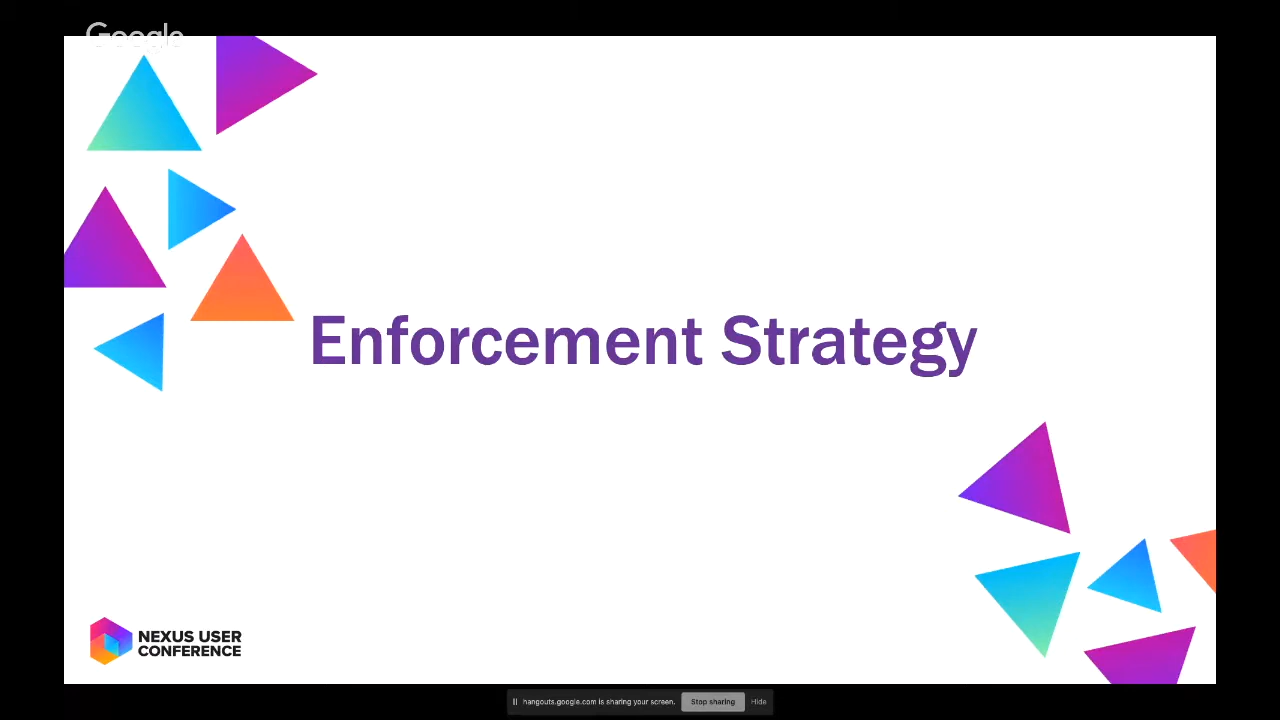 Google
Enforcement Strategy
NEXUS USER
CONFERENCE
hangouts.google.com is sharing your screen.
Stop sharing
Hide